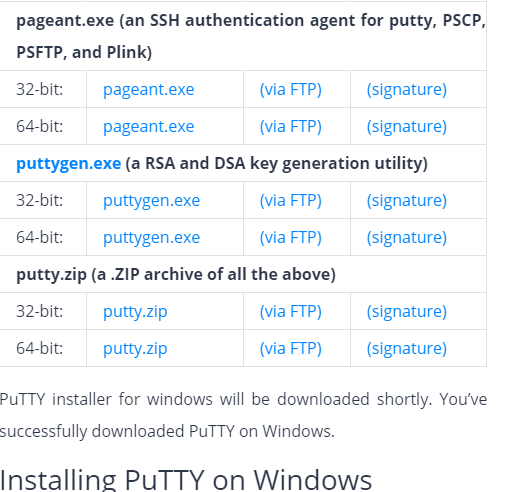 pageant.exe (an SSH authentication agent for putty, PSCP,
PSFTP, and Plink)
32-bit: pageant.exe (via FTP) (signature)
64-bit: pageant.exe (via FTP) (signature)
puttygen.exe (a RSA and DSA key generation utility)
32-bit: puttygen.exe (via FTP) (signature)
64-bit: puttygen.exe (via FTP) (signature)
putty.zip (a .ZIP archive of all the above)
32-bit: putty.zip (via FTP) (signature)
64-bit: putty.zip (via FTP) (signature)
PuTTY installer for windows will be downloaded shortly. You’ve
successfully downloaded PuTTY on Windows.
Installing PuTTY on Windows